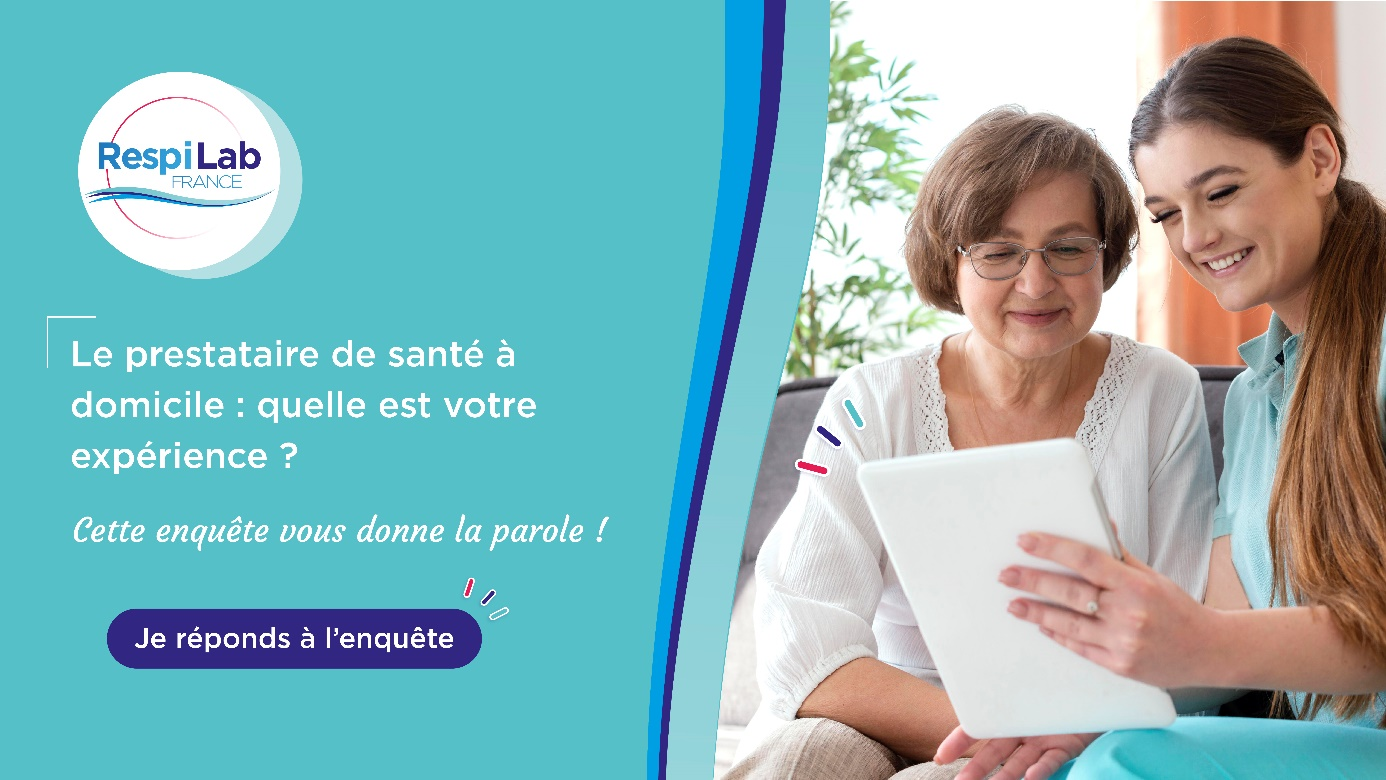 RespiLab
FRANCE
Le prestataire de santé à
domicile : quelle est votre
expérience ?
Cette enquête vous donne la parole !
Je réponds à l'enquête